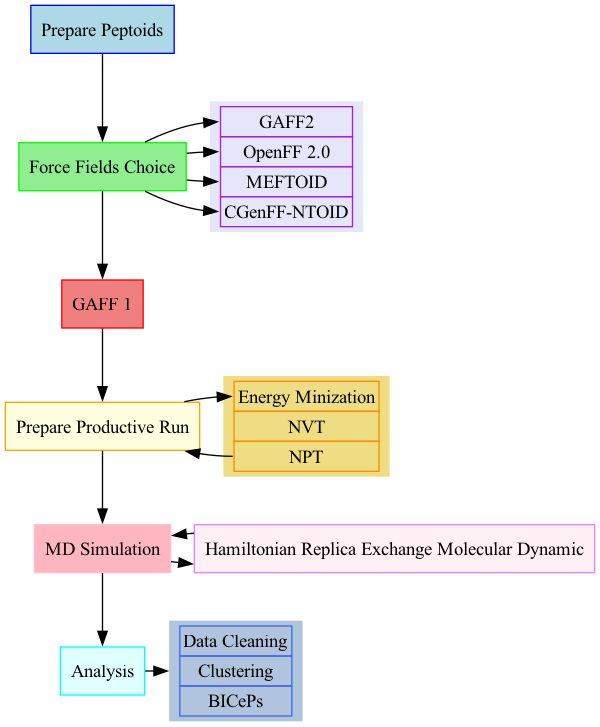 Prepare Peptoids
GAFF2
OpenFF 2.0
Force Fields Choice
MEFTOID
CGenFF-NTOID
GAFF 1
Energy Minization
Prepare Productive Run
NVT
NPT
MD Simulation
Hamiltonian Replica Exchange Molecular Dynamic
Data Cleaning
Analysis
Clustering
BICePs